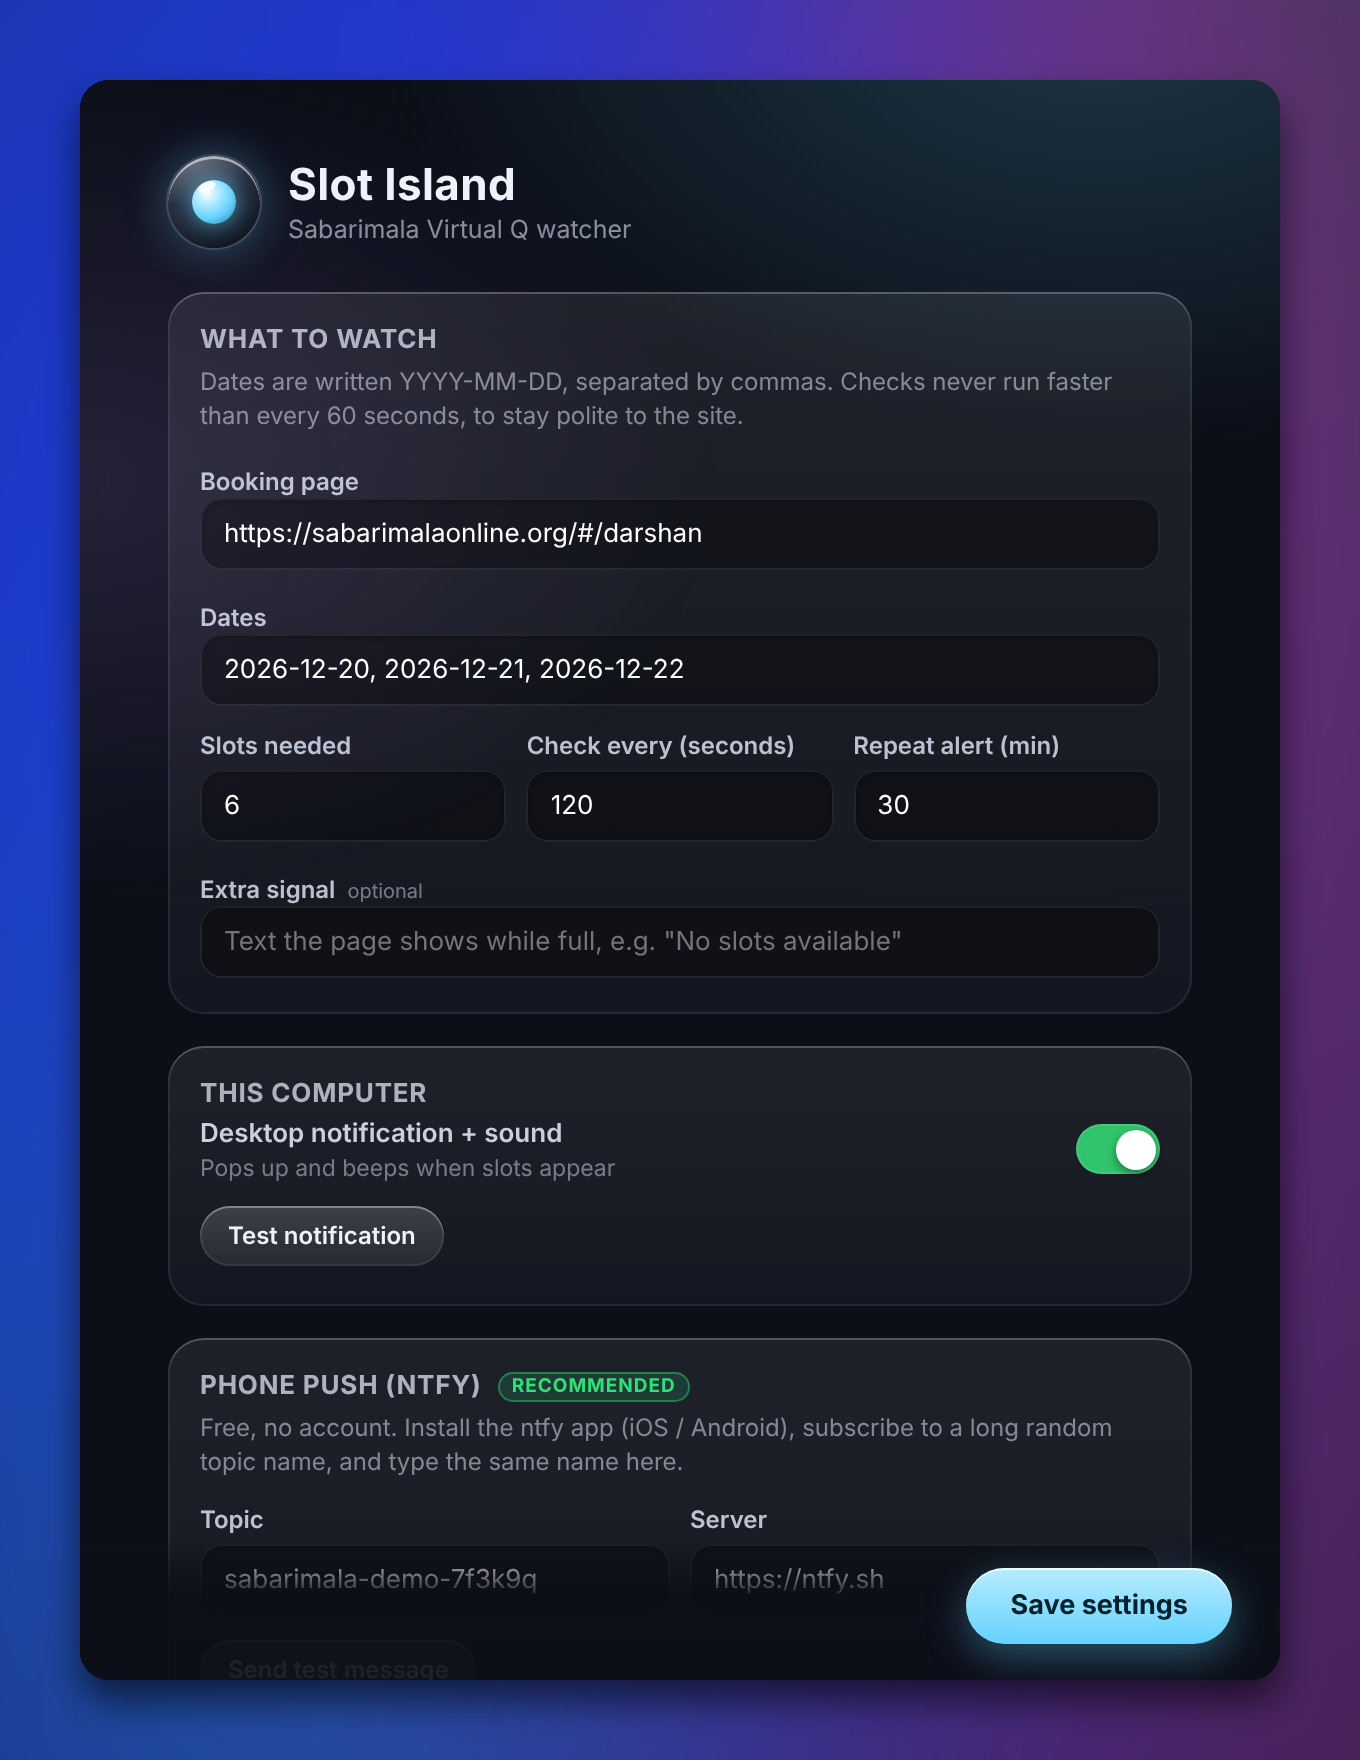 Slot Island
Sabarimala Virtual Q watcher
WHAT TO WATCH
Dates are written YYYY-MM-DD, separated by commas. Checks never run faster
than every 60 seconds, to stay polite to the site.
Booking page
https://sabarimalaonline.org/#/darshan
Dates
2026-12-20, 2026-12-21, 2026-12-22
Slots needed Check every (seconds) Repeat alert (min)
6 120 30
Extra signal optional
Text the page shows while full, e.g. "No slots available"
THIS COMPUTER
Desktop notification + sound
Pops up and beeps when slots appear
Test notification
PHONE PUSH (NTFY) RECOMMENDED
Free, no account. Install the ntfy app (iOS / Android), subscribe to a long random
topic name, and type the same name here.
Topic Server
sabarimala-demo-7f3k9q https://ntfy.sh
Save settings
Send test message